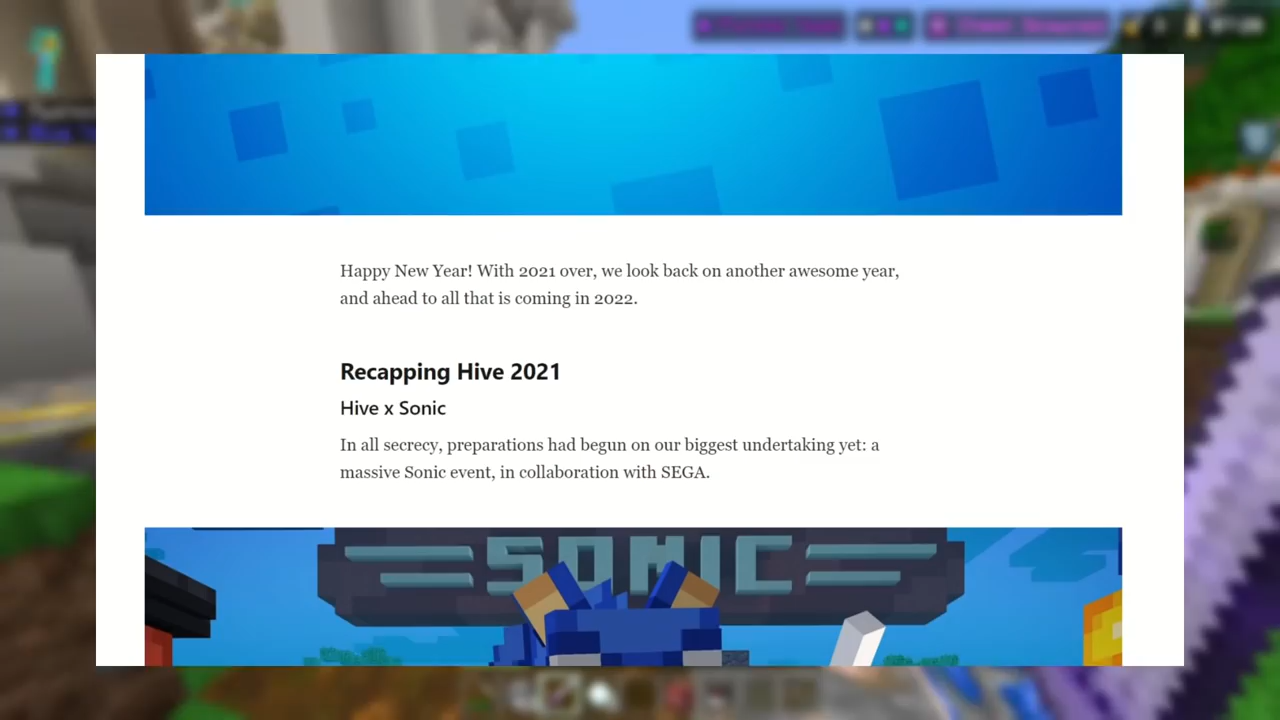 Happy New Year! With 2021 over, we look back on another awesome year,
and ahead to all that is coming in 2022.
Recapping Hive 2021
Hive x Sonic
In all secrecy, preparations had begun on our biggest undertaking yet: a
massive Sonic event, in collaboration with SEGA.
SONIC